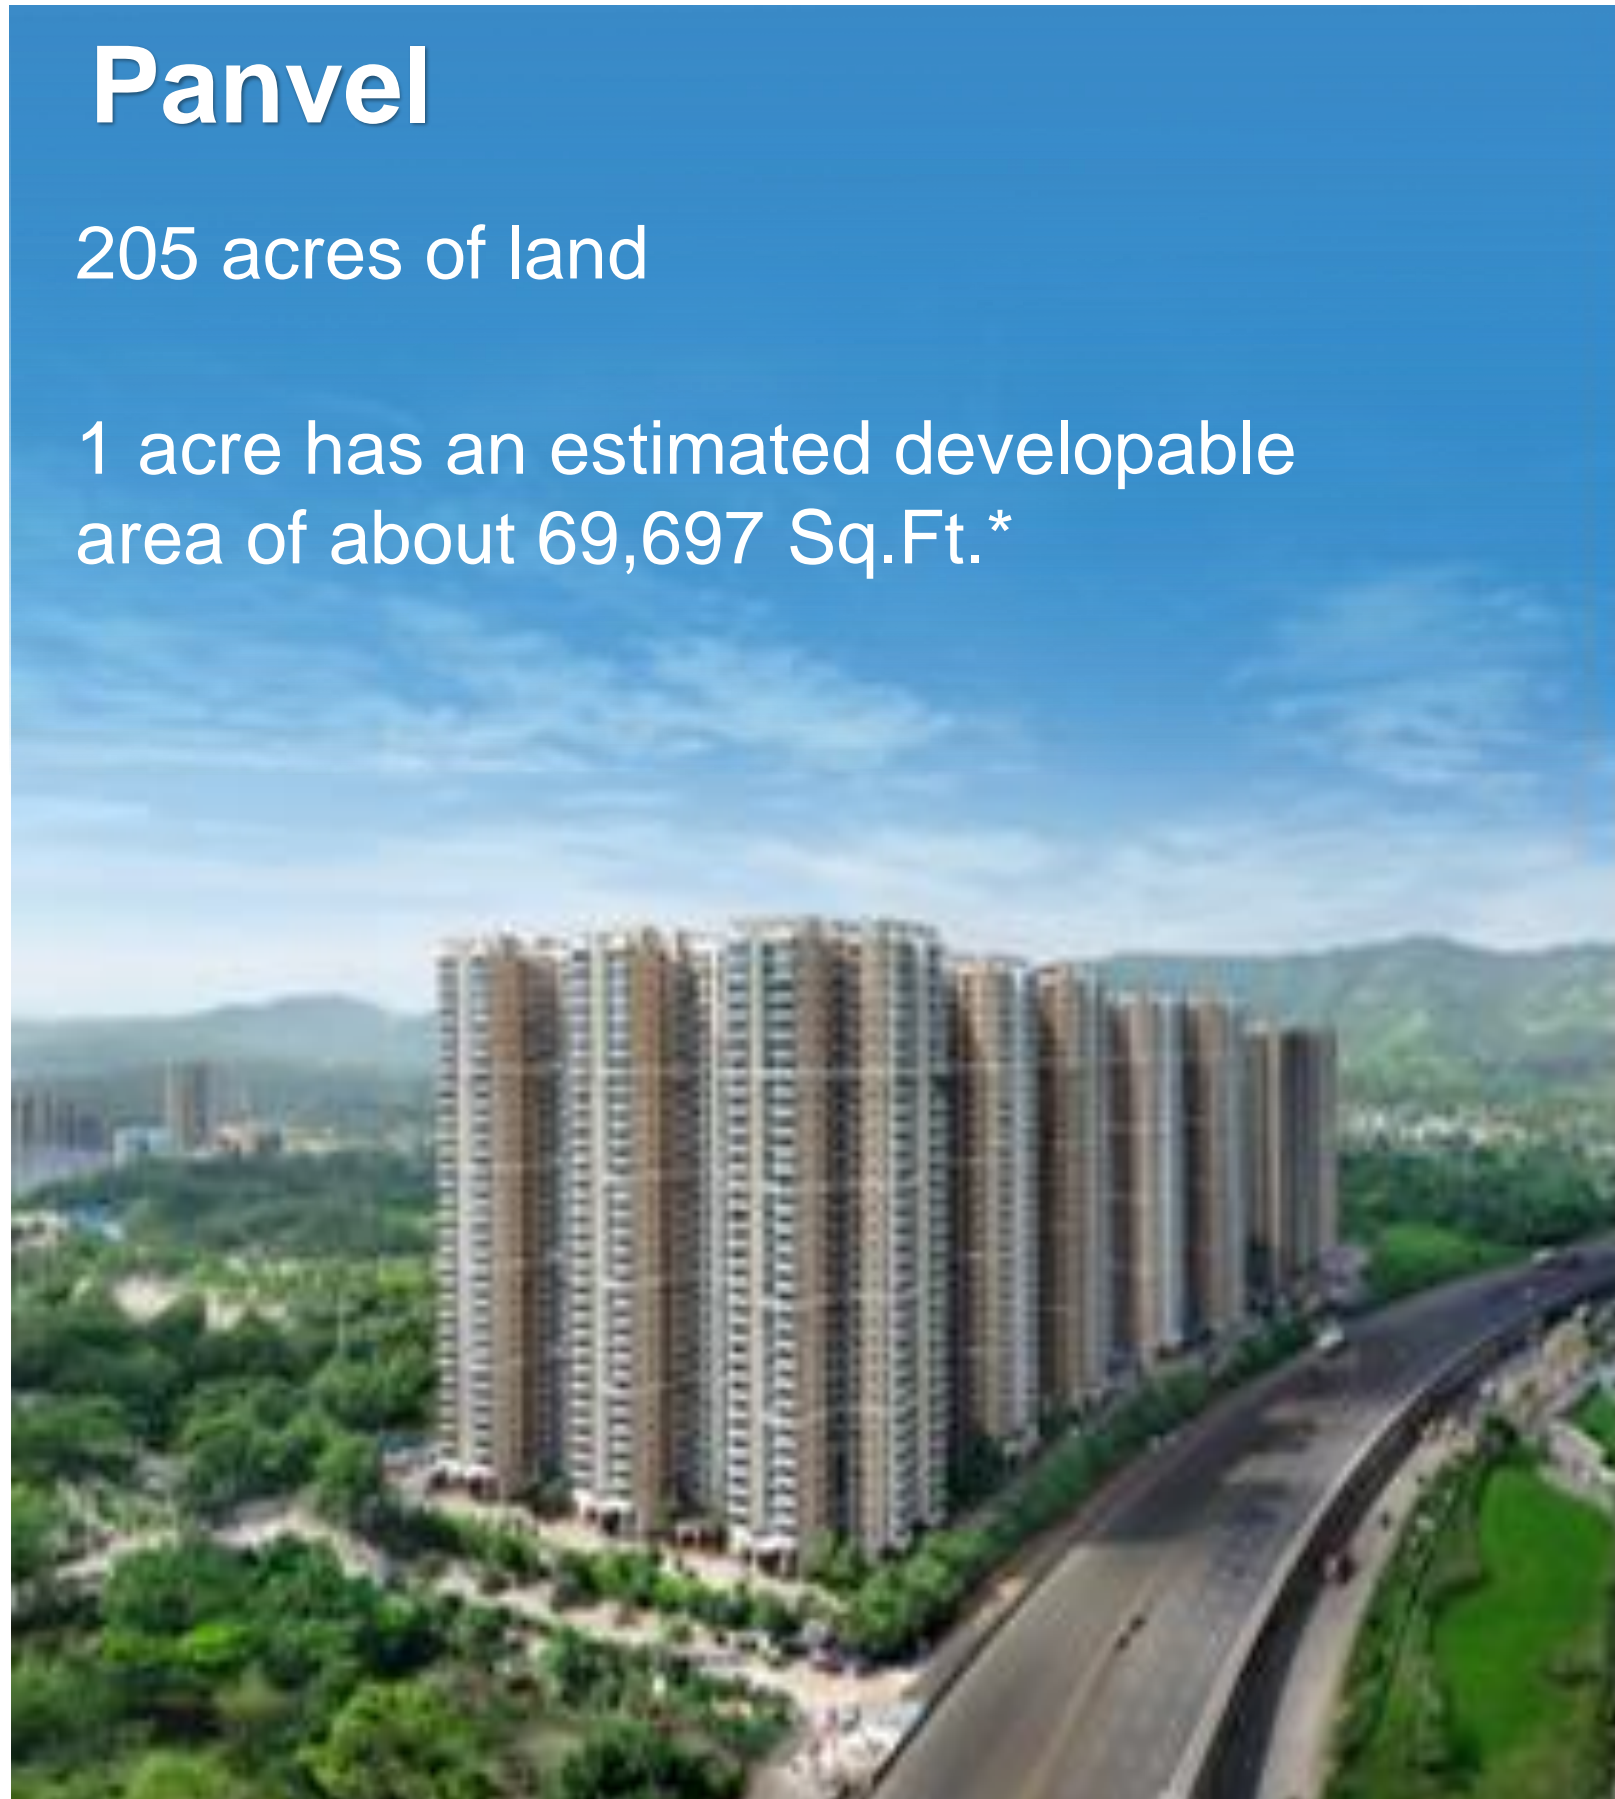 Panvel
205 acres of land
1 acre has an estimated developable
area of about 69,697 Sq.Ft.*